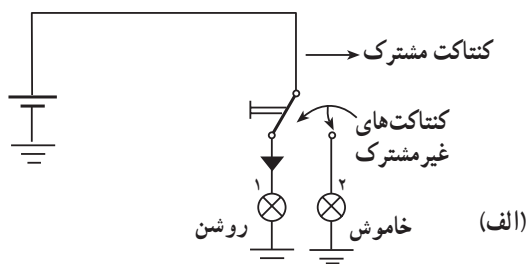 کنتاکت مشترک
کنتاکت‌های
غیرمشترک
۱
۲
روشن
خاموش
(الف)